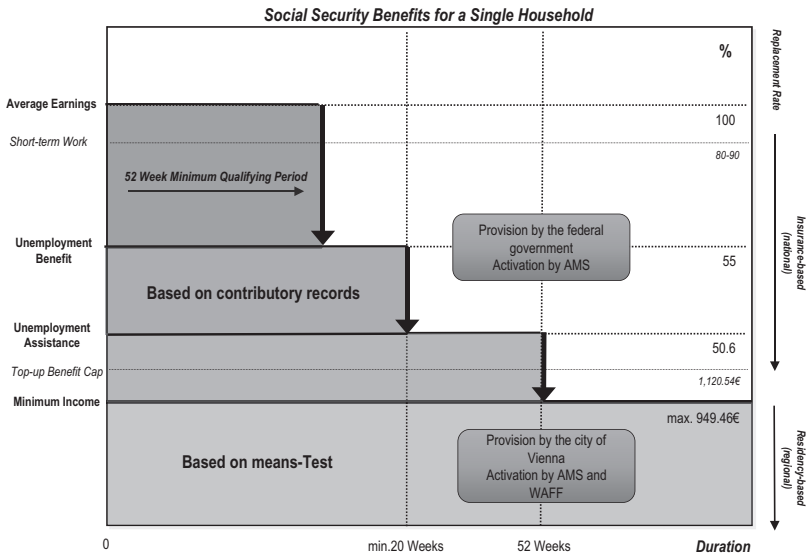 Social Security Benefits for a Single Household
%
Replacement Rate
Average Earnings
100
Short-term Work
80-90
52 Week Minimum Qualifying Period
Provision by the federal
government
Activation by AMS
Unemployment
Benefit
55
Insurance-based
(national)
Based on contributory records
Unemployment
Assistance
50.6
Top-up Benefit Cap
1,120.54€
Minimum Income
max. 949.46€
Provision by the city of
Vienna
Activation by AMS and
WAFF
Based on means-Test
Residency-based
(regional)
0
min.20 Weeks
52 Weeks
Duration